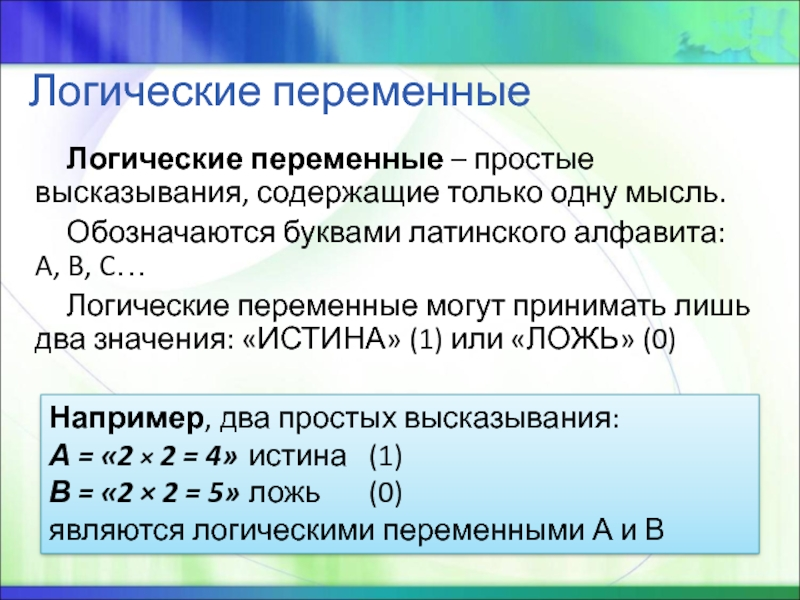 Логические переменные
Логические переменные – простые
высказывания, содержащие только одну мысль.
Обозначаются буквами латинского алфавита:
A, B, C…
Логические переменные могут принимать лишь
два значения: «ИСТИНА» (1) или «ЛОЖЬ» (0)
Например, два простых высказывания:
А = «2 × 2 = 4» истина (1)
В = «2 × 2 = 5» ложь (0)
являются логическими переменными А и В